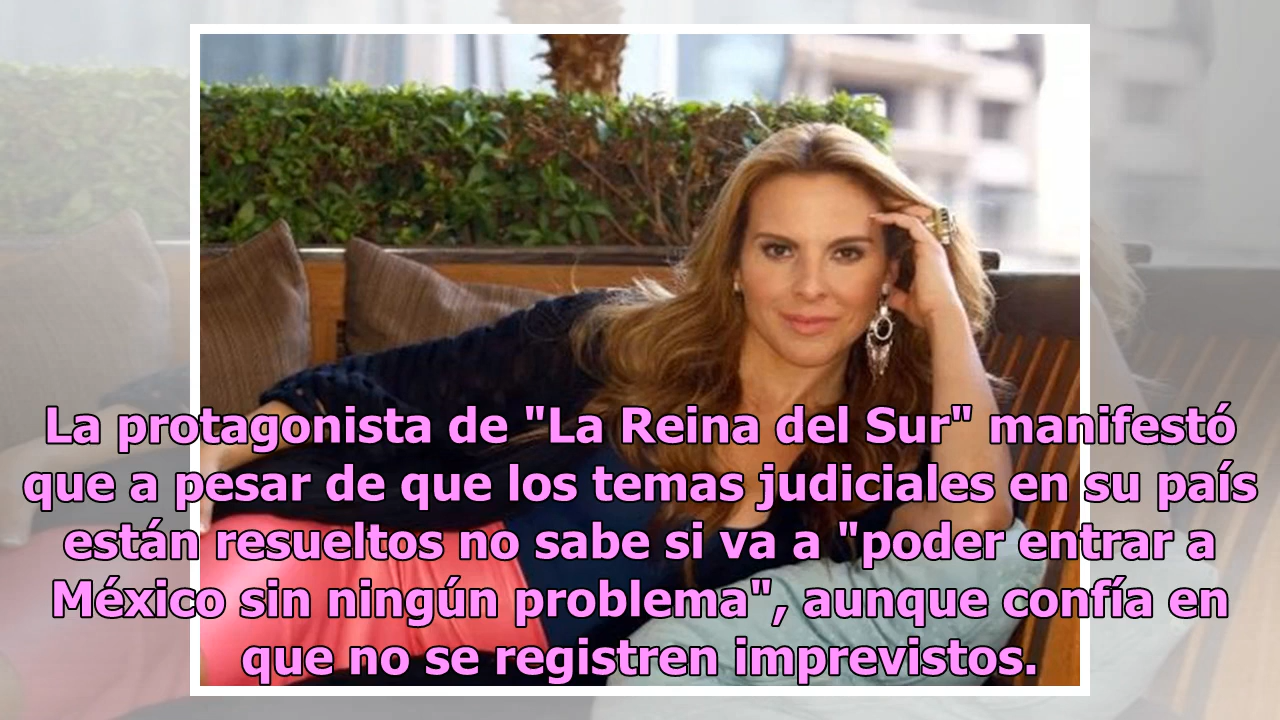 La protagonista de "La Reina del Sur" manifestó
que a pesar de que los temas judiciales en su país
están resueltos no sabe si va a "poder entrar a
México sin ningún problema", aunque confía en
que no se registren imprevistos.